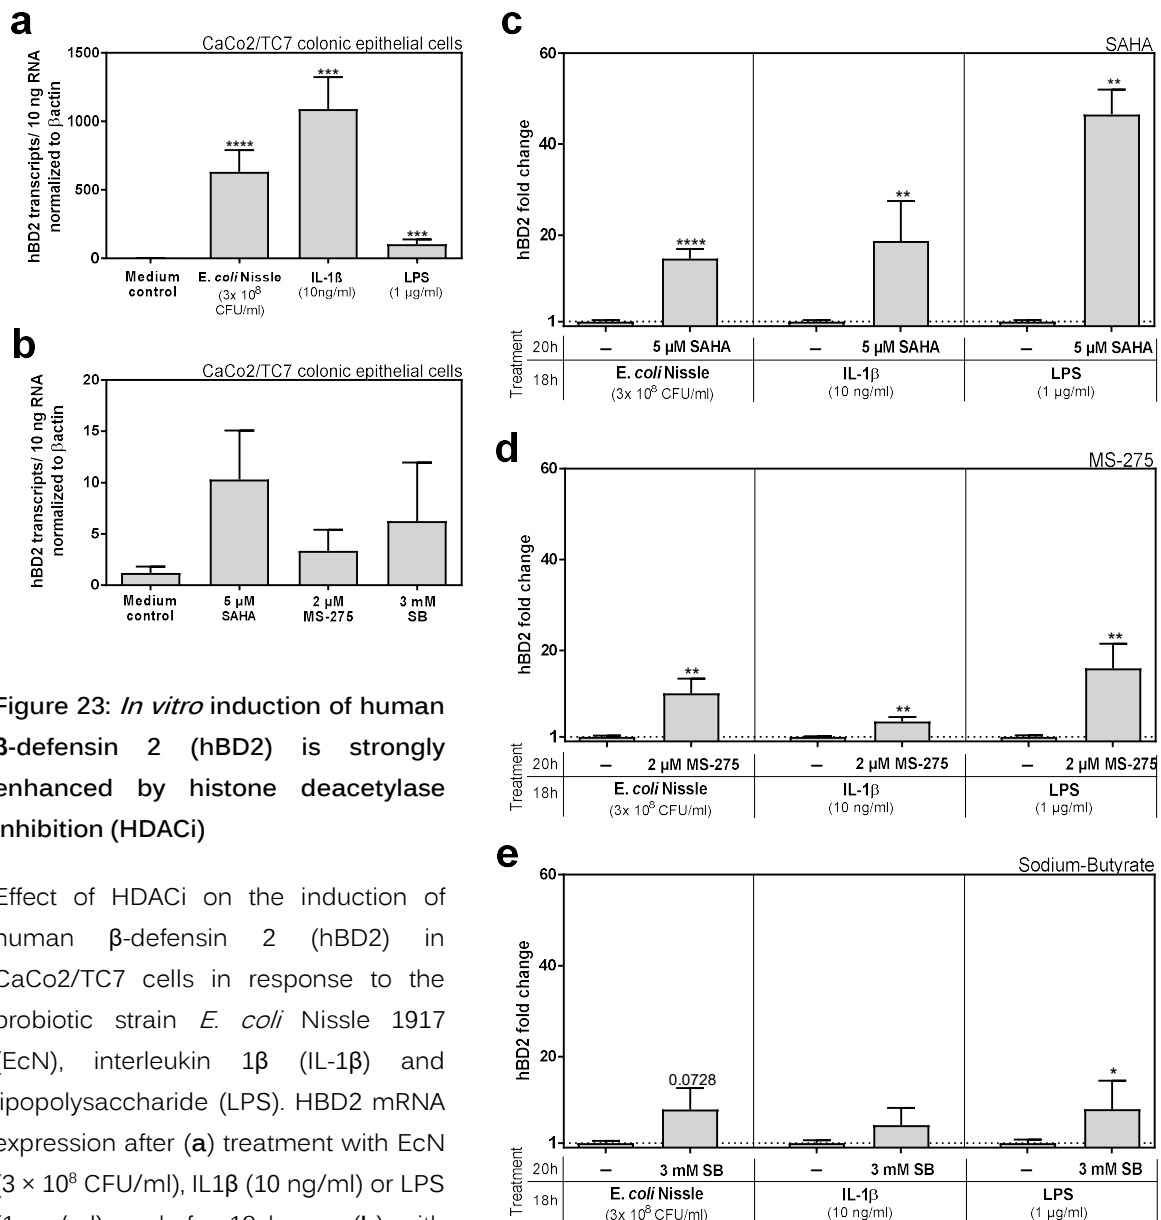 a
CaCo2/TC7 colonic epithelial cells
hBD2 transcripts/ 10 ng RNA
normalized to βactin
1500
1000
500
0
****
***
***
Medium
control
E. coli Nissle
(3x 10⁸
CFU/ml)
IL-1ß
(10ng/ml)
LPS
(1 µg/ml)
b
CaCo2/TC7 colonic epithelial cells
hBD2 transcripts/ 10 ng RNA
normalized to βactin
20
15
10
5
0
Medium
control
5 µM
SAHA
2 µM
MS-275
3 mM
SB
Figure 23: In vitro induction of human
β-defensin 2 (hBD2) is strongly
enhanced by histone deacetylase
inhibition (HDACi)
Effect of HDACi on the induction of
human β-defensin 2 (hBD2) in
CaCo2/TC7 cells in response to the
probiotic strain E. coli Nissle 1917
(EcN), interleukin 1β (IL-1β) and
lipopolysaccharide (LPS). HBD2 mRNA
expression after (a) treatment with EcN
(3 × 10⁸ CFU/ml), IL1β (10 ng/ml) or LPS
c
SAHA
hBD2 fold change
60
40
20
1
****
**
**
Treatment
20h
– 5 µM SAHA – 5 µM SAHA – 5 µM SAHA
18h
E. coli Nissle
(3x 10⁸ CFU/ml)
IL-1β
(10 ng/ml)
LPS
(1 µg/ml)
d
MS-275
hBD2 fold change
60
40
20
1
**
**
**
Treatment
20h
– 2 µM MS-275 – 2 µM MS-275 – 2 µM MS-275
18h
E. coli Nissle
(3x 10⁸ CFU/ml)
IL-1β
(10 ng/ml)
LPS
(1 µg/ml)
e
Sodium-Butyrate
hBD2 fold change
60
40
20
1
0.0728
*
Treatment
20h
– 3 mM SB – 3 mM SB – 3 mM SB
18h
E. coli Nissle
(3x 10⁸ CFU/ml)
IL-1β
(10 ng/ml)
LPS
(1 µg/ml)